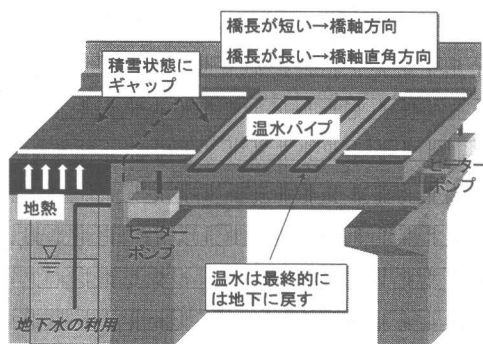 橋長が短い→橋軸方向
橋長が長い→橋軸直角方向
積雪状態に
ギャップ
温水パイプ
地熱
ヒーター
ポンプ
ヒーター
ポンプ
温水は最終的に
は地下に戻す
地下水の利用